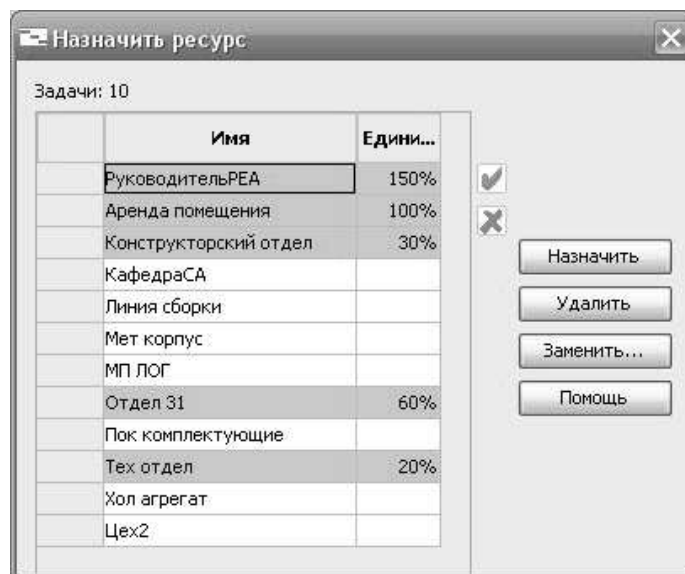 Назначить ресурс
Задачи: 10
Имя Едини...
РуководительРЕА 150%
Аренда помещения 100%
Конструкторский отдел 30%
КафедраСА
Линия сборки
Мет корпус
МП ЛОГ
Отдел 31 60%
Пок комплектующие
Тех отдел 20%
Хол агрегат
Цех2
Назначить
Удалить
Заменить...
Помощь